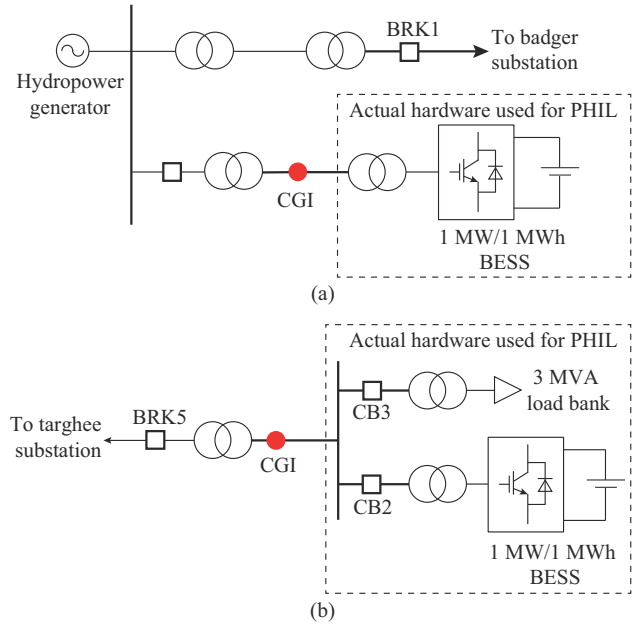 BRK1
To badger
substation
Hydropower
generator
Actual hardware used for PHIL
CGI
1 MW/1 MWh
BESS
(a)
Actual hardware used for PHIL
3 MVA
load bank
CB3
To targhee
substation
BRK5
CGI
CB2
1 MW/1 MWh
BESS
(b)